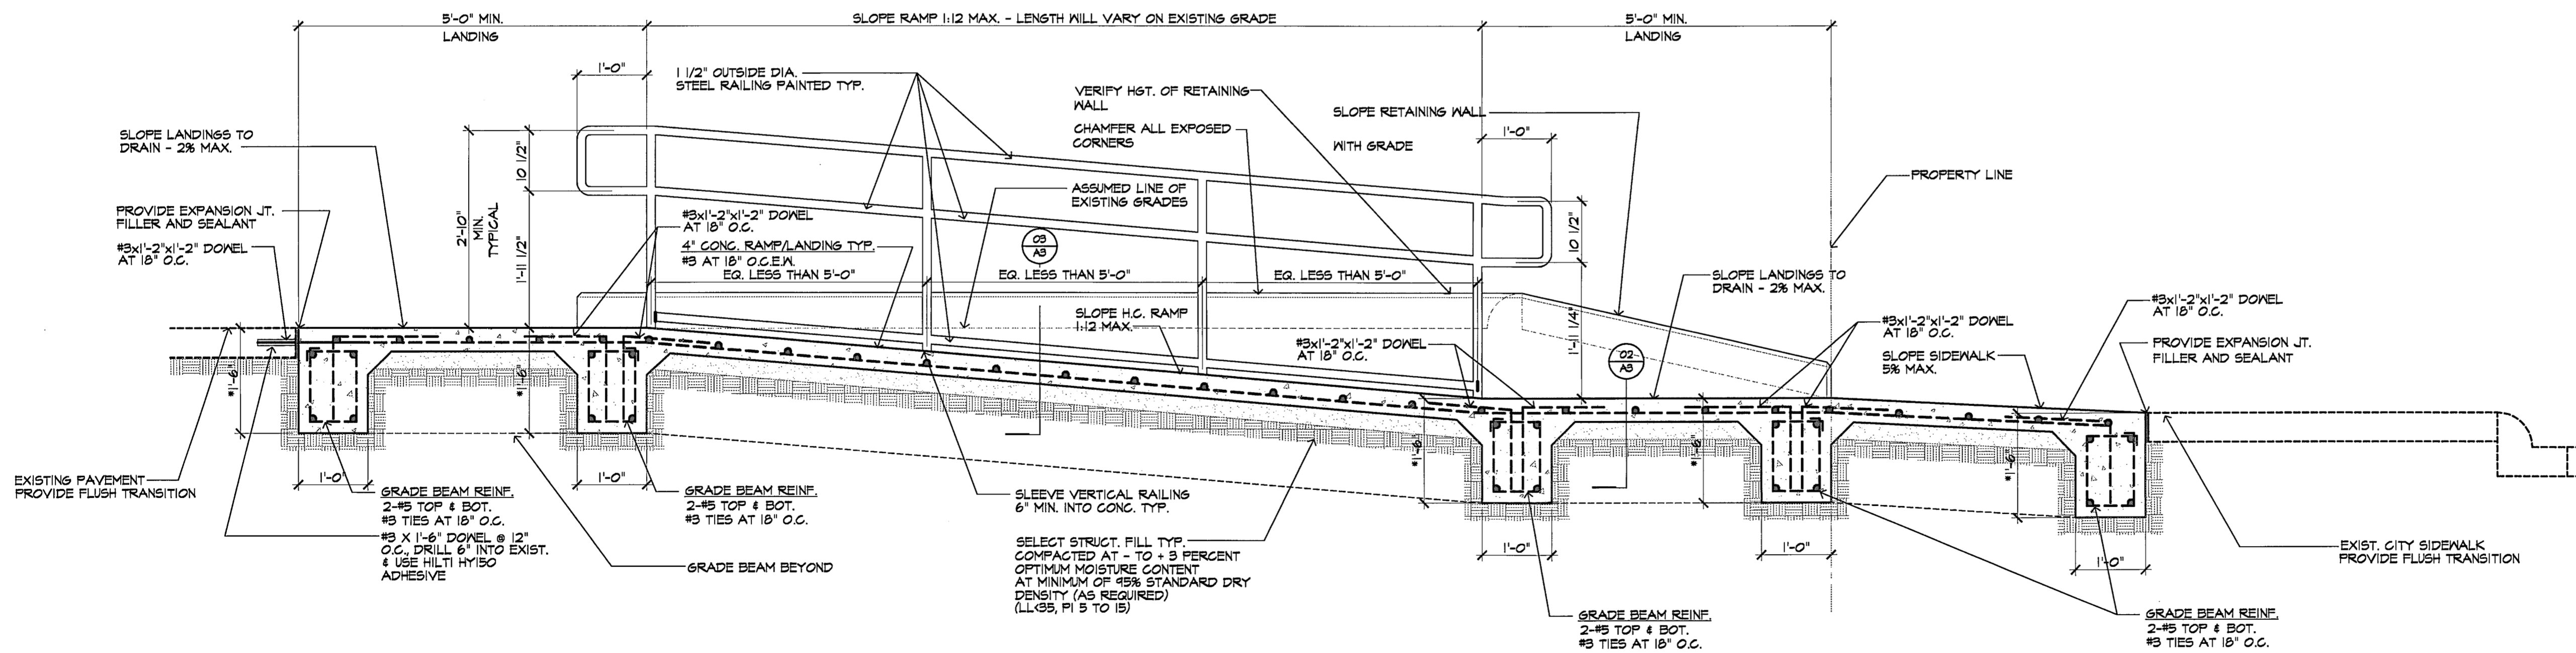 5'-0" MIN.
LANDING
SLOPE RAMP 1:12 MAX. - LENGTH WILL VARY ON EXISTING GRADE
5'-0" MIN.
LANDING
1'-0"
1 1/2" OUTSIDE DIA.
STEEL RAILING PAINTED TYP.
VERIFY HGT. OF RETAINING
WALL
CHAMFER ALL EXPOSED
CORNERS
SLOPE RETAINING WALL
WITH GRADE
1'-0"
PROPERTY LINE
SLOPE LANDINGS TO
DRAIN - 2% MAX.
PROVIDE EXPANSION JT.
FILLER AND SEALANT
#3x1'-2"x1'-2" DOWEL
AT 18" O.C.
2'-10"
MIN.
TYPICAL
10 1/2"
1'-11 1/2"
#3x1'-2"x1'-2" DOWEL
AT 18" O.C.
4" CONC. RAMP/LANDING TYP.
#3 AT 18" O.C.E.W.
ASSUMED LINE OF
EXISTING GRADES
03
A3
EQ. LESS THAN 5'-0"
EQ. LESS THAN 5'-0"
EQ. LESS THAN 5'-0"
SLOPE H.C. RAMP
1:12 MAX.
#3x1'-2"x1'-2" DOWEL
AT 18" O.C.
10 1/2"
1'-11 1/4"
02
A3
SLOPE LANDINGS TO
DRAIN - 2% MAX.
#3x1'-2"x1'-2" DOWEL
AT 18" O.C.
SLOPE SIDEWALK
5% MAX.
#3x1'-2"x1'-2" DOWEL
AT 18" O.C.
PROVIDE EXPANSION JT.
FILLER AND SEALANT
*1'-6"
*1'-6"
*1'-6"
*1'-6"
*1'-6"
EXISTING PAVEMENT
PROVIDE FLUSH TRANSITION
1'-0"
1'-0"
1'-0"
1'-0"
1'-0"
GRADE BEAM REINF.
2-#5 TOP & BOT.
#3 TIES AT 18" O.C.
#3 X 1'-6" DOWEL @ 12"
O.C., DRILL 6" INTO EXIST.
& USE HILTI HY150
ADHESIVE
GRADE BEAM REINF.
2-#5 TOP & BOT.
#3 TIES AT 18" O.C.
GRADE BEAM BEYOND
SLEEVE VERTICAL RAILING
6" MIN. INTO CONC. TYP.
SELECT STRUCT. FILL TYP.
COMPACTED AT - TO + 3 PERCENT
OPTIMUM MOISTURE CONTENT
AT MINIMUM OF 95% STANDARD DRY
DENSITY (AS REQUIRED)
(LL<35, PI 5 TO 15)
GRADE BEAM REINF.
2-#5 TOP & BOT.
#3 TIES AT 18" O.C.
GRADE BEAM REINF.
2-#5 TOP & BOT.
#3 TIES AT 18" O.C.
EXIST. CITY SIDEWALK
PROVIDE FLUSH TRANSITION